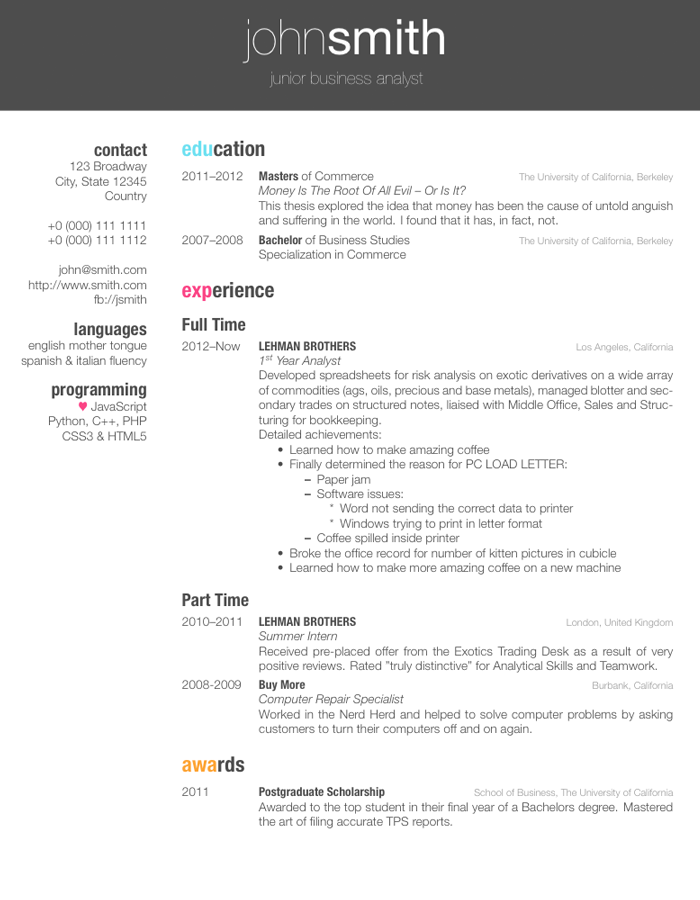 johnsmith
junior business analyst
contact
123 Broadway
City, State 12345
Country
+0 (000) 111 1111
+0 (000) 111 1112
john@smith.com
http://www.smith.com
fb://jsmith
languages
english mother tongue
spanish & italian fluency
programming
♥ JavaScript
Python, C++, PHP
CSS3 & HTML5
education
2011–2012 Masters of Commerce The University of California, Berkeley
Money Is The Root Of All Evil – Or Is It?
This thesis explored the idea that money has been the cause of untold anguish
and suffering in the world. I found that it has, in fact, not.
2007–2008 Bachelor of Business Studies The University of California, Berkeley
Specialization in Commerce
experience
Full Time
2012–Now LEHMAN BROTHERS Los Angeles, California
1st Year Analyst
Developed spreadsheets for risk analysis on exotic derivatives on a wide array
of commodities (ags, oils, precious and base metals), managed blotter and sec-
ondary trades on structured notes, liaised with Middle Office, Sales and Struc-
turing for bookkeeping.
Detailed achievements:
• Learned how to make amazing coffee
• Finally determined the reason for PC LOAD LETTER:
– Paper jam
– Software issues:
* Word not sending the correct data to printer
* Windows trying to print in letter format
– Coffee spilled inside printer
• Broke the office record for number of kitten pictures in cubicle
• Learned how to make more amazing coffee on a new machine
Part Time
2010–2011 LEHMAN BROTHERS London, United Kingdom
Summer Intern
Received pre-placed offer from the Exotics Trading Desk as a result of very
positive reviews. Rated "truly distinctive" for Analytical Skills and Teamwork.
2008-2009 Buy More Burbank, California
Computer Repair Specialist
Worked in the Nerd Herd and helped to solve computer problems by asking
customers to turn their computers off and on again.
awards
2011 Postgraduate Scholarship School of Business, The University of California
Awarded to the top student in their final year of a Bachelors degree. Mastered
the art of filing accurate TPS reports.